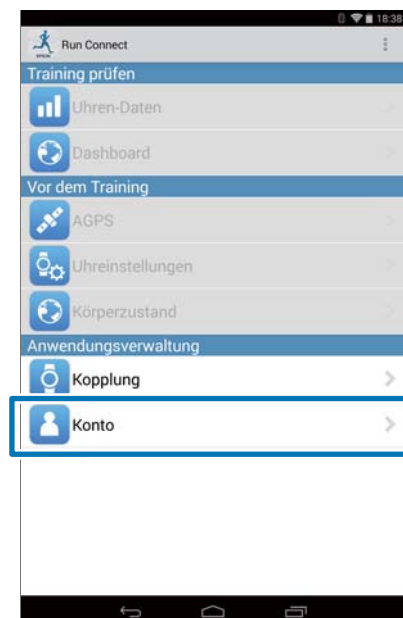 18:38
Run Connect
Training prüfen
Uhren-Daten
Dashboard
Vor dem Training
AGPS
Uhreinstellungen
Körperzustand
Anwendungsverwaltung
Kopplung
Konto